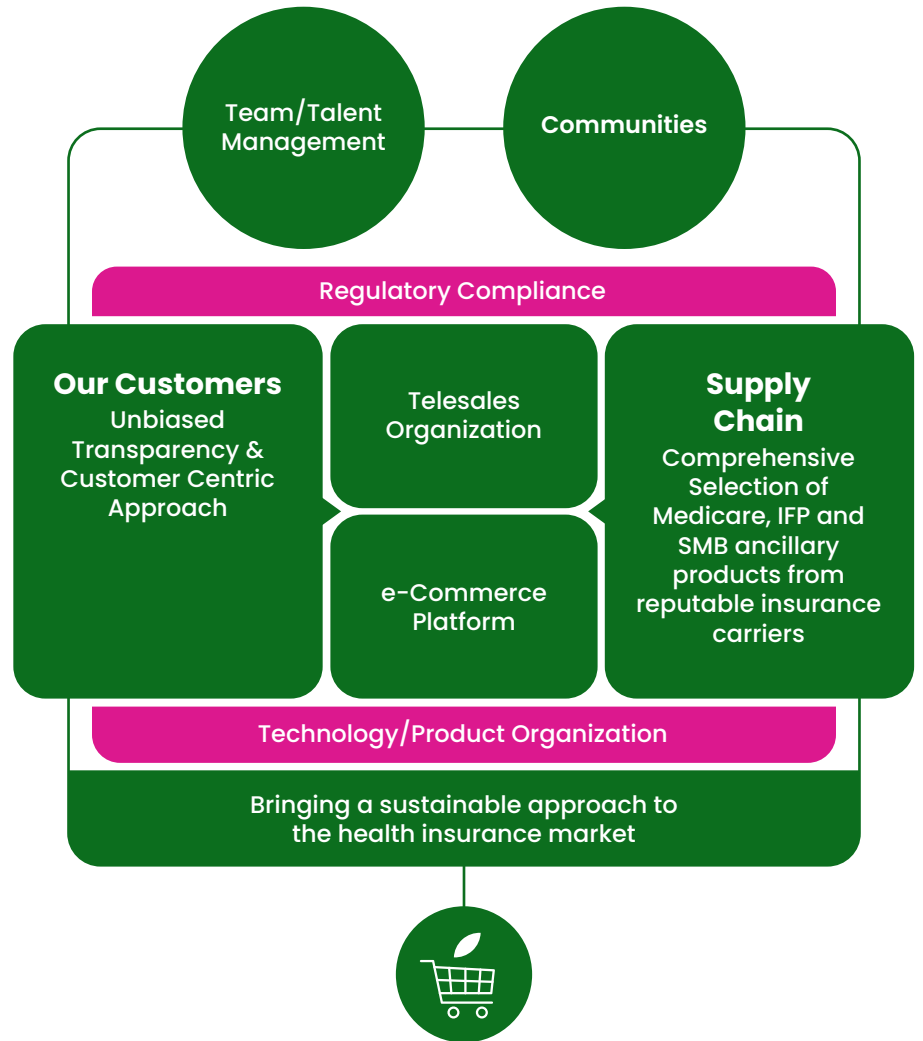 Team/Talent
Management
Communities
Regulatory Compliance
Our Customers
Unbiased
Transparency &
Customer Centric
Approach
Telesales
Organization
e-Commerce
Platform
Supply
Chain
Comprehensive
Selection of
Medicare, IFP and
SMB ancillary
products from
reputable insurance
carriers
Technology/Product Organization
Bringing a sustainable approach to
the health insurance market